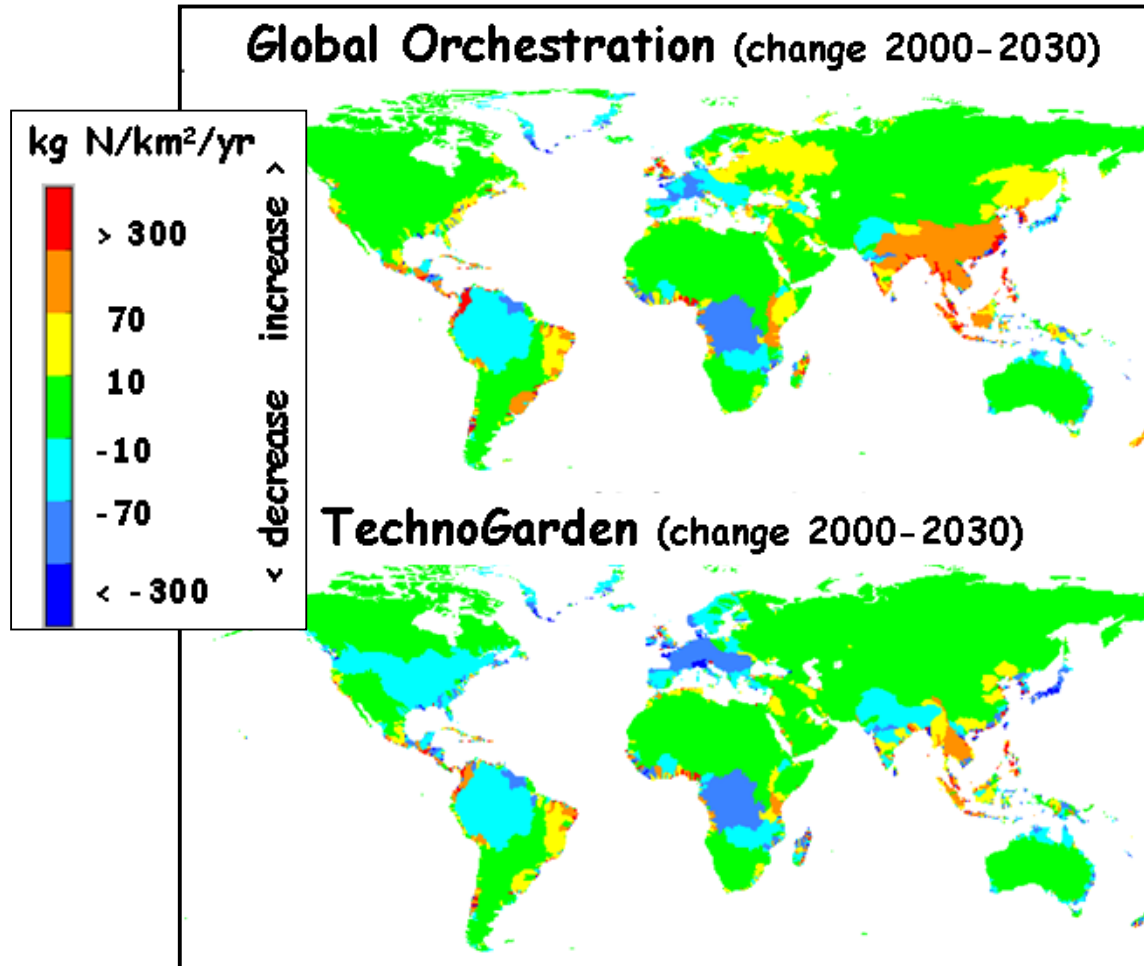 Global Orchestration (change 2000-2030)
kg N/km²/yr
> 300
70
10
-10
-70
< -300
< decrease increase >
TechnoGarden (change 2000-2030)